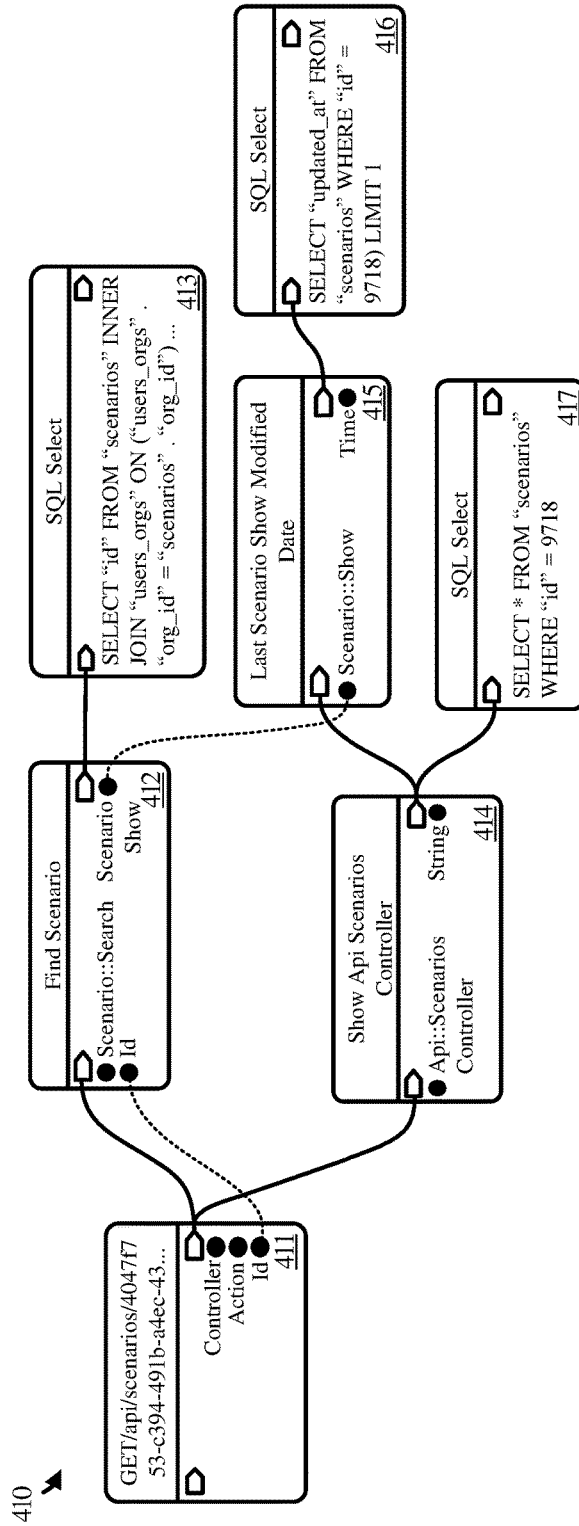 410
GET/api/scenarios/4047f7
53-c394-491b-a4ec-43...
Controller
Action
Id
411
Find Scenario
Scenario::Search Scenario
Id Show
412
SQL Select
SELECT “id” FROM “scenarios” INNER
JOIN “users_orgs” ON (“users_orgs” .
“org_id” = “scenarios” . “org_id”) ...
413
Show Api Scenarios
Controller
Api::Scenarios String
Controller
414
Last Scenario Show Modified
Date
Scenario::Show Time
415
SQL Select
SELECT “updated_at” FROM
“scenarios” WHERE “id” =
9718) LIMIT 1
416
SQL Select
SELECT * FROM “scenarios”
WHERE “id” = 9718
417